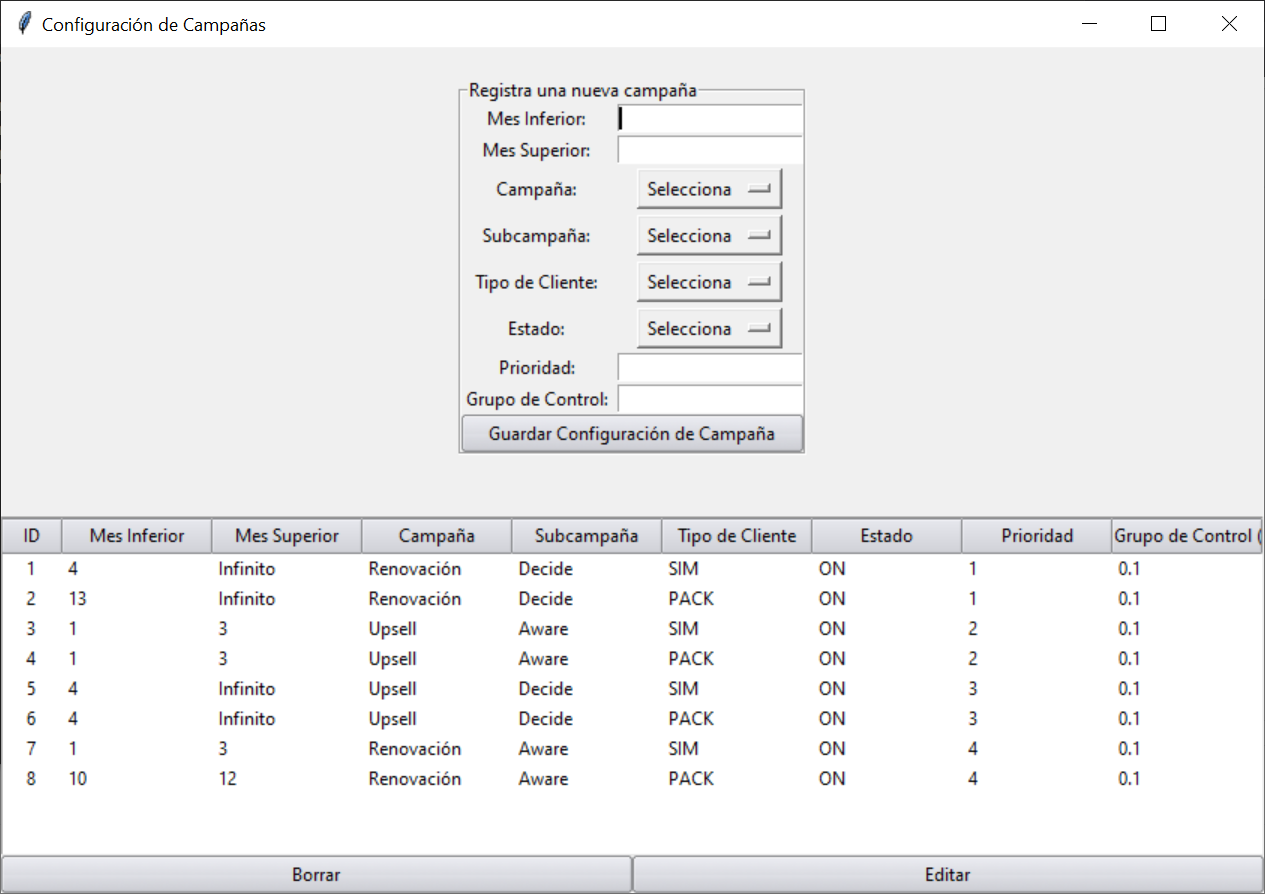 Configuración de Campañas
Registra una nueva campaña
Mes Inferior:
Mes Superior:
Campaña: Selecciona
Subcampaña: Selecciona
Tipo de Cliente: Selecciona
Estado: Selecciona
Prioridad:
Grupo de Control:
Guardar Configuración de Campaña
ID Mes Inferior Mes Superior Campaña Subcampaña Tipo de Cliente Estado Prioridad Grupo de Control (
1 4 Infinito Renovación Decide SIM ON 1 0.1
2 13 Infinito Renovación Decide PACK ON 1 0.1
3 1 3 Upsell Aware SIM ON 2 0.1
4 1 3 Upsell Aware PACK ON 2 0.1
5 4 Infinito Upsell Decide SIM ON 3 0.1
6 4 Infinito Upsell Decide PACK ON 3 0.1
7 1 3 Renovación Aware SIM ON 4 0.1
8 10 12 Renovación Aware PACK ON 4 0.1
Borrar Editar